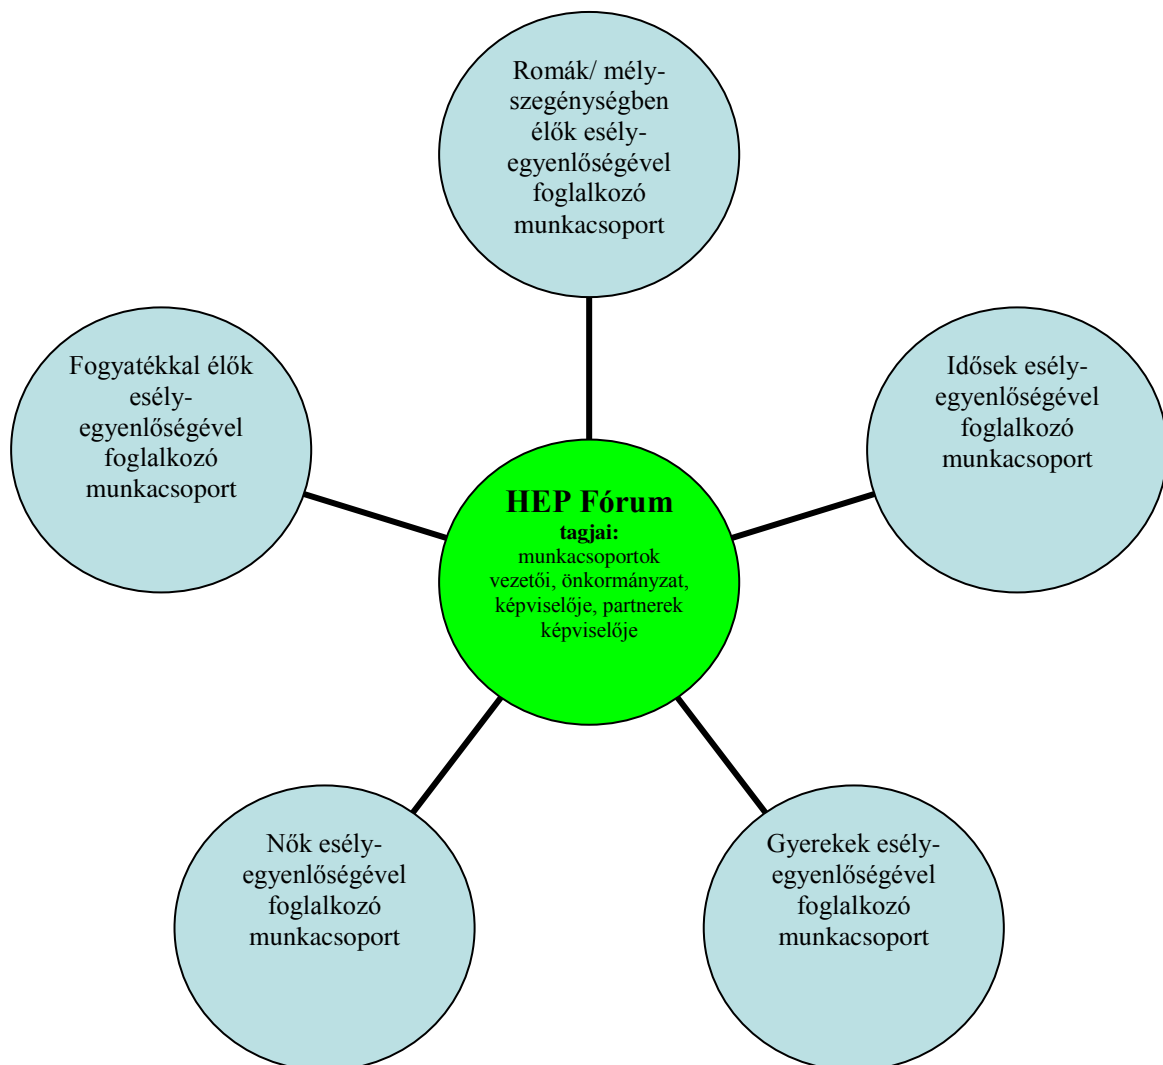 Romák/ mély-
szegénységben
élők esély-
egyenlőségével
foglalkozó
munkacsoport
Fogyatékkal élők
esély-
egyenlőségével
foglalkozó
munkacsoport
Idősek esély-
egyenlőségével
foglalkozó
munkacsoport
HEP Fórum
tagjai:
munkacsoportok
vezetői, önkormányzat,
képviselője, partnerek
képviselője
Nők esély-
egyenlőségével
foglalkozó
munkacsoport
Gyerekek esély-
egyenlőségével
foglalkozó
munkacsoport